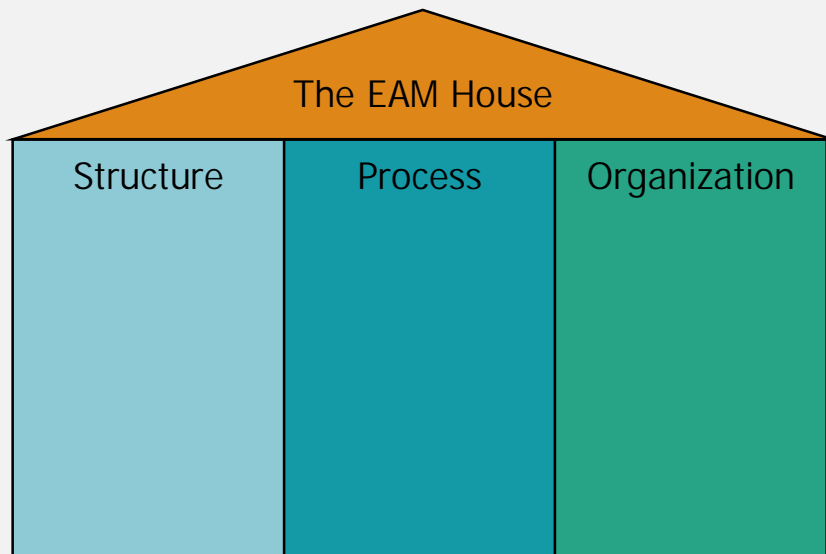 The EAM House
Structure
Process
Organization